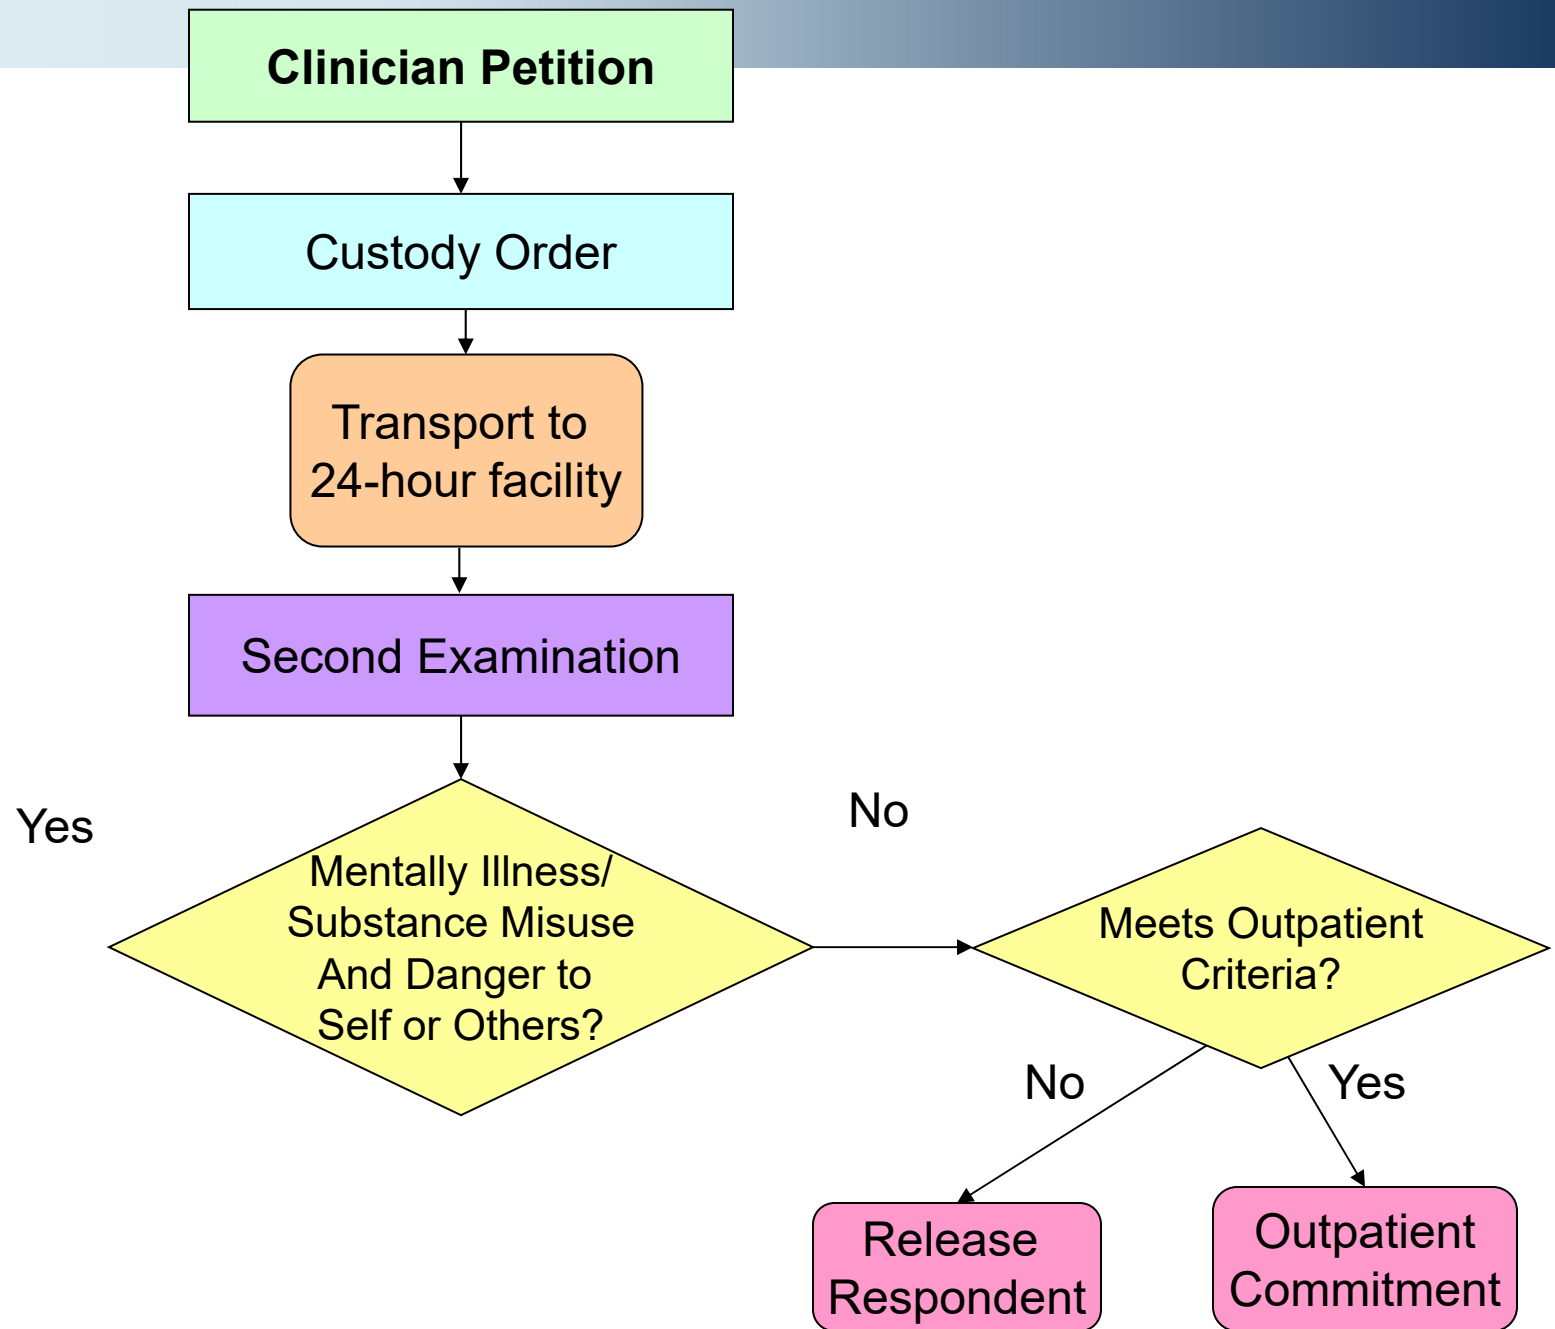 Clinician Petition
Custody Order
Transport to
24-hour facility
Second Examination
Yes
No
Mentally Illness/
Substance Misuse
And Danger to
Self or Others?
Meets Outpatient
Criteria?
No
Yes
Release
Respondent
Outpatient
Commitment